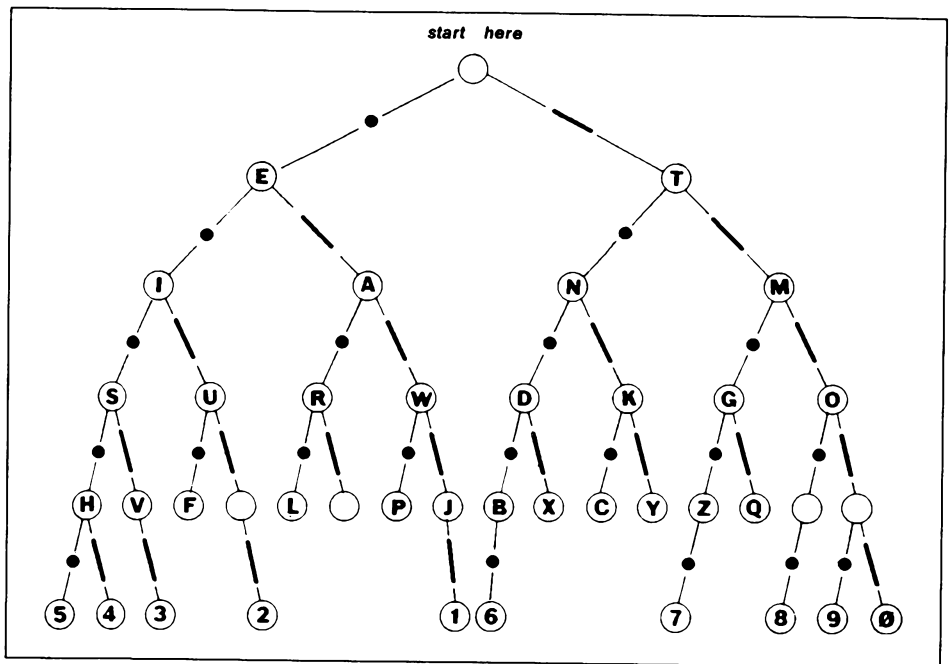 start here
E T
I A N M
S U R W D K G O
H V F L P J B X C Y Z Q
5 4 3 2 1 6 7 8 9 Ø